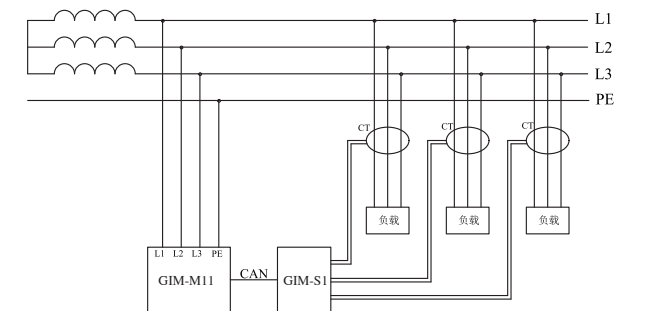 L1
L2
L3
PE
CT
CT
CT
负载
负载
负载
L1 L2 L3 PE
GIM-M11
CAN
GIM-S1